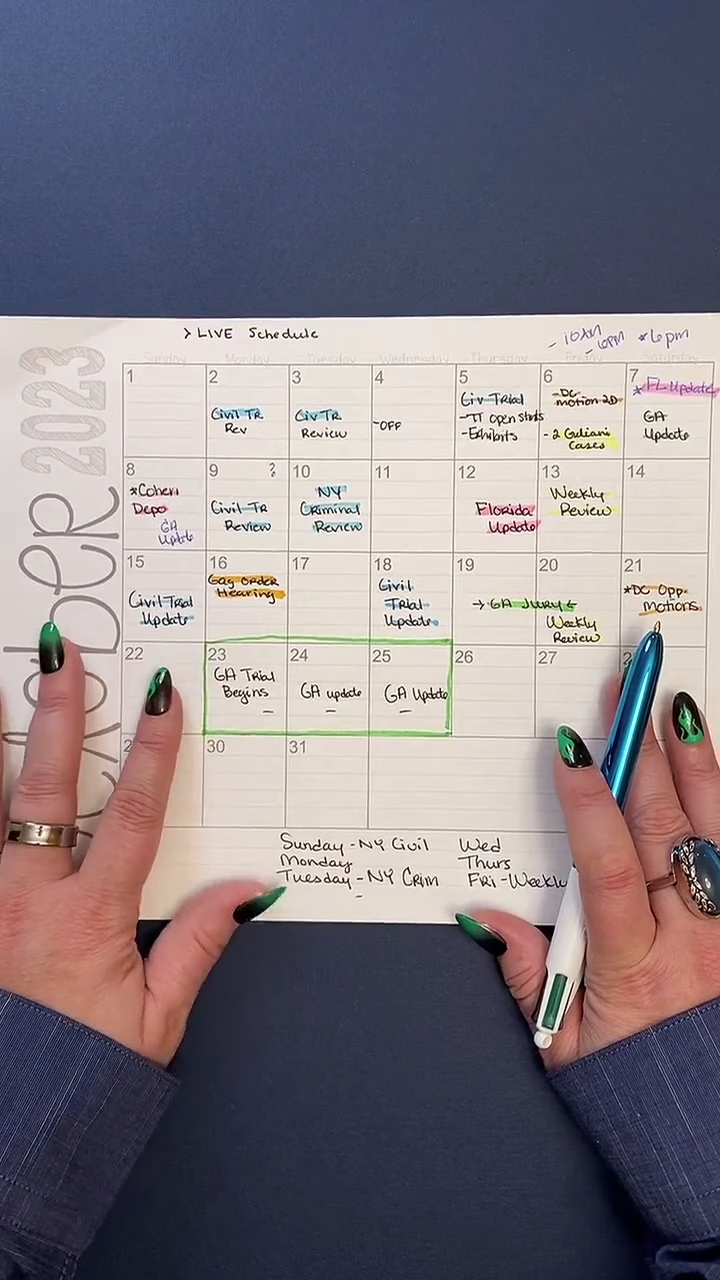 > LIVE Schedule
- 10AM 6PM *6pm
Sunday Monday Tuesday Wednesday Thursday Friday Saturday
2023
1 2 3 4 5 6 7
Civil TR
Rev
Civ TR
Review
-OFF
Civ Trial
-TT open stmts
-Exhibits
-DC
motion 2D
- 2 Guliani
Cases
* FL Update
GA
Update
8 9 ? 10 11 12 13 14
*Cohen
Depo
GA
Update
Civil TR
Review
NY
Criminal
Review
Florida
Update
Weekly
Review
15 16 17 18 19 20 21
Civil Trial
Update
Gag Order
Hearing
Civil
Trial
Update
→ GA JURY ←
Weekly
Review
*DC Opp.
motions
22 23 24 25 26 27 2
GA Trial
Begins
GA update
GA Update
2 30 31
Sunday - NY Civil
Monday
Tuesday - NY Crim
Wed
Thurs
Fri - Weekly